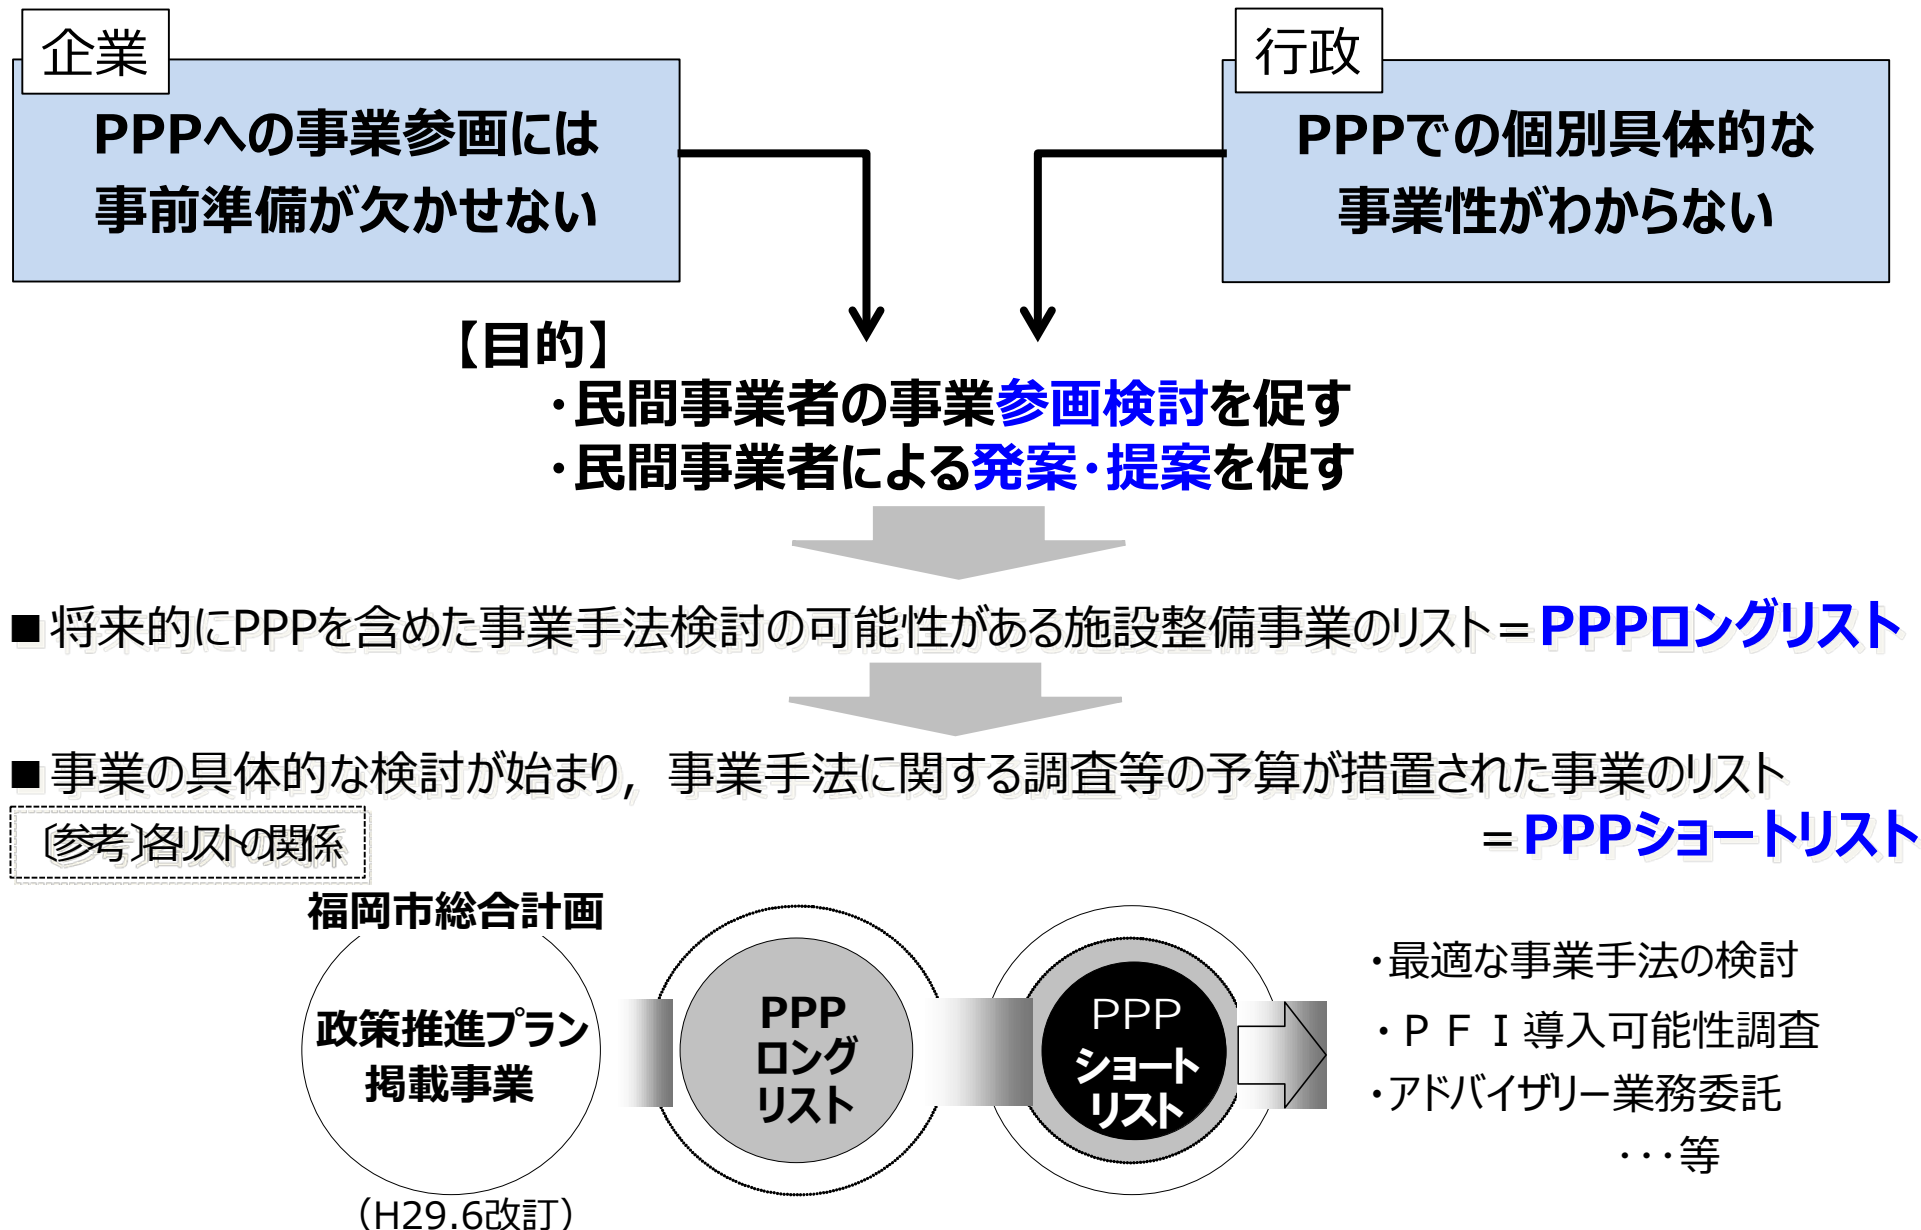 企業
PPPへの事業参画には
事前準備が欠かせない
行政
PPPでの個別具体的な
事業性がわからない
【目的】
・民間事業者の事業参画検討を促す
・民間事業者による発案・提案を促す
■将来的にPPPを含めた事業手法検討の可能性がある施設整備事業のリスト=PPPロングリスト
■事業の具体的な検討が始まり,事業手法に関する調査等の予算が措置された事業のリスト
=PPPショートリスト
〔参考〕各リストの関係
福岡市総合計画
政策推進プラン
掲載事業
(H29.6改訂)
PPP
ロング
リスト
PPP
ショート
リスト
・最適な事業手法の検討
・PFI導入可能性調査
・アドバイザリー業務委託
・・・等